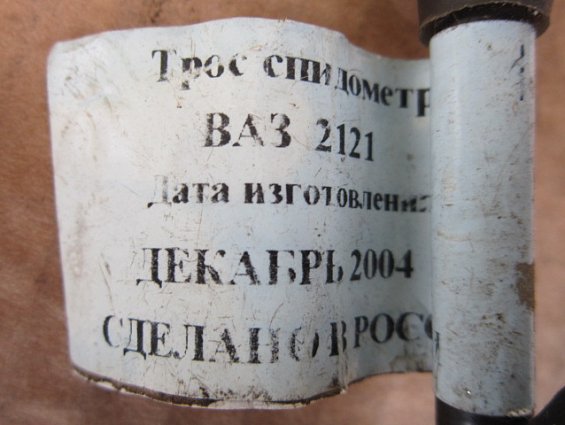 Трос спидометр
ВАЗ 2121
Дата изготовления
ДЕКАБРЬ 2004
СДЕЛАНО В РОСС